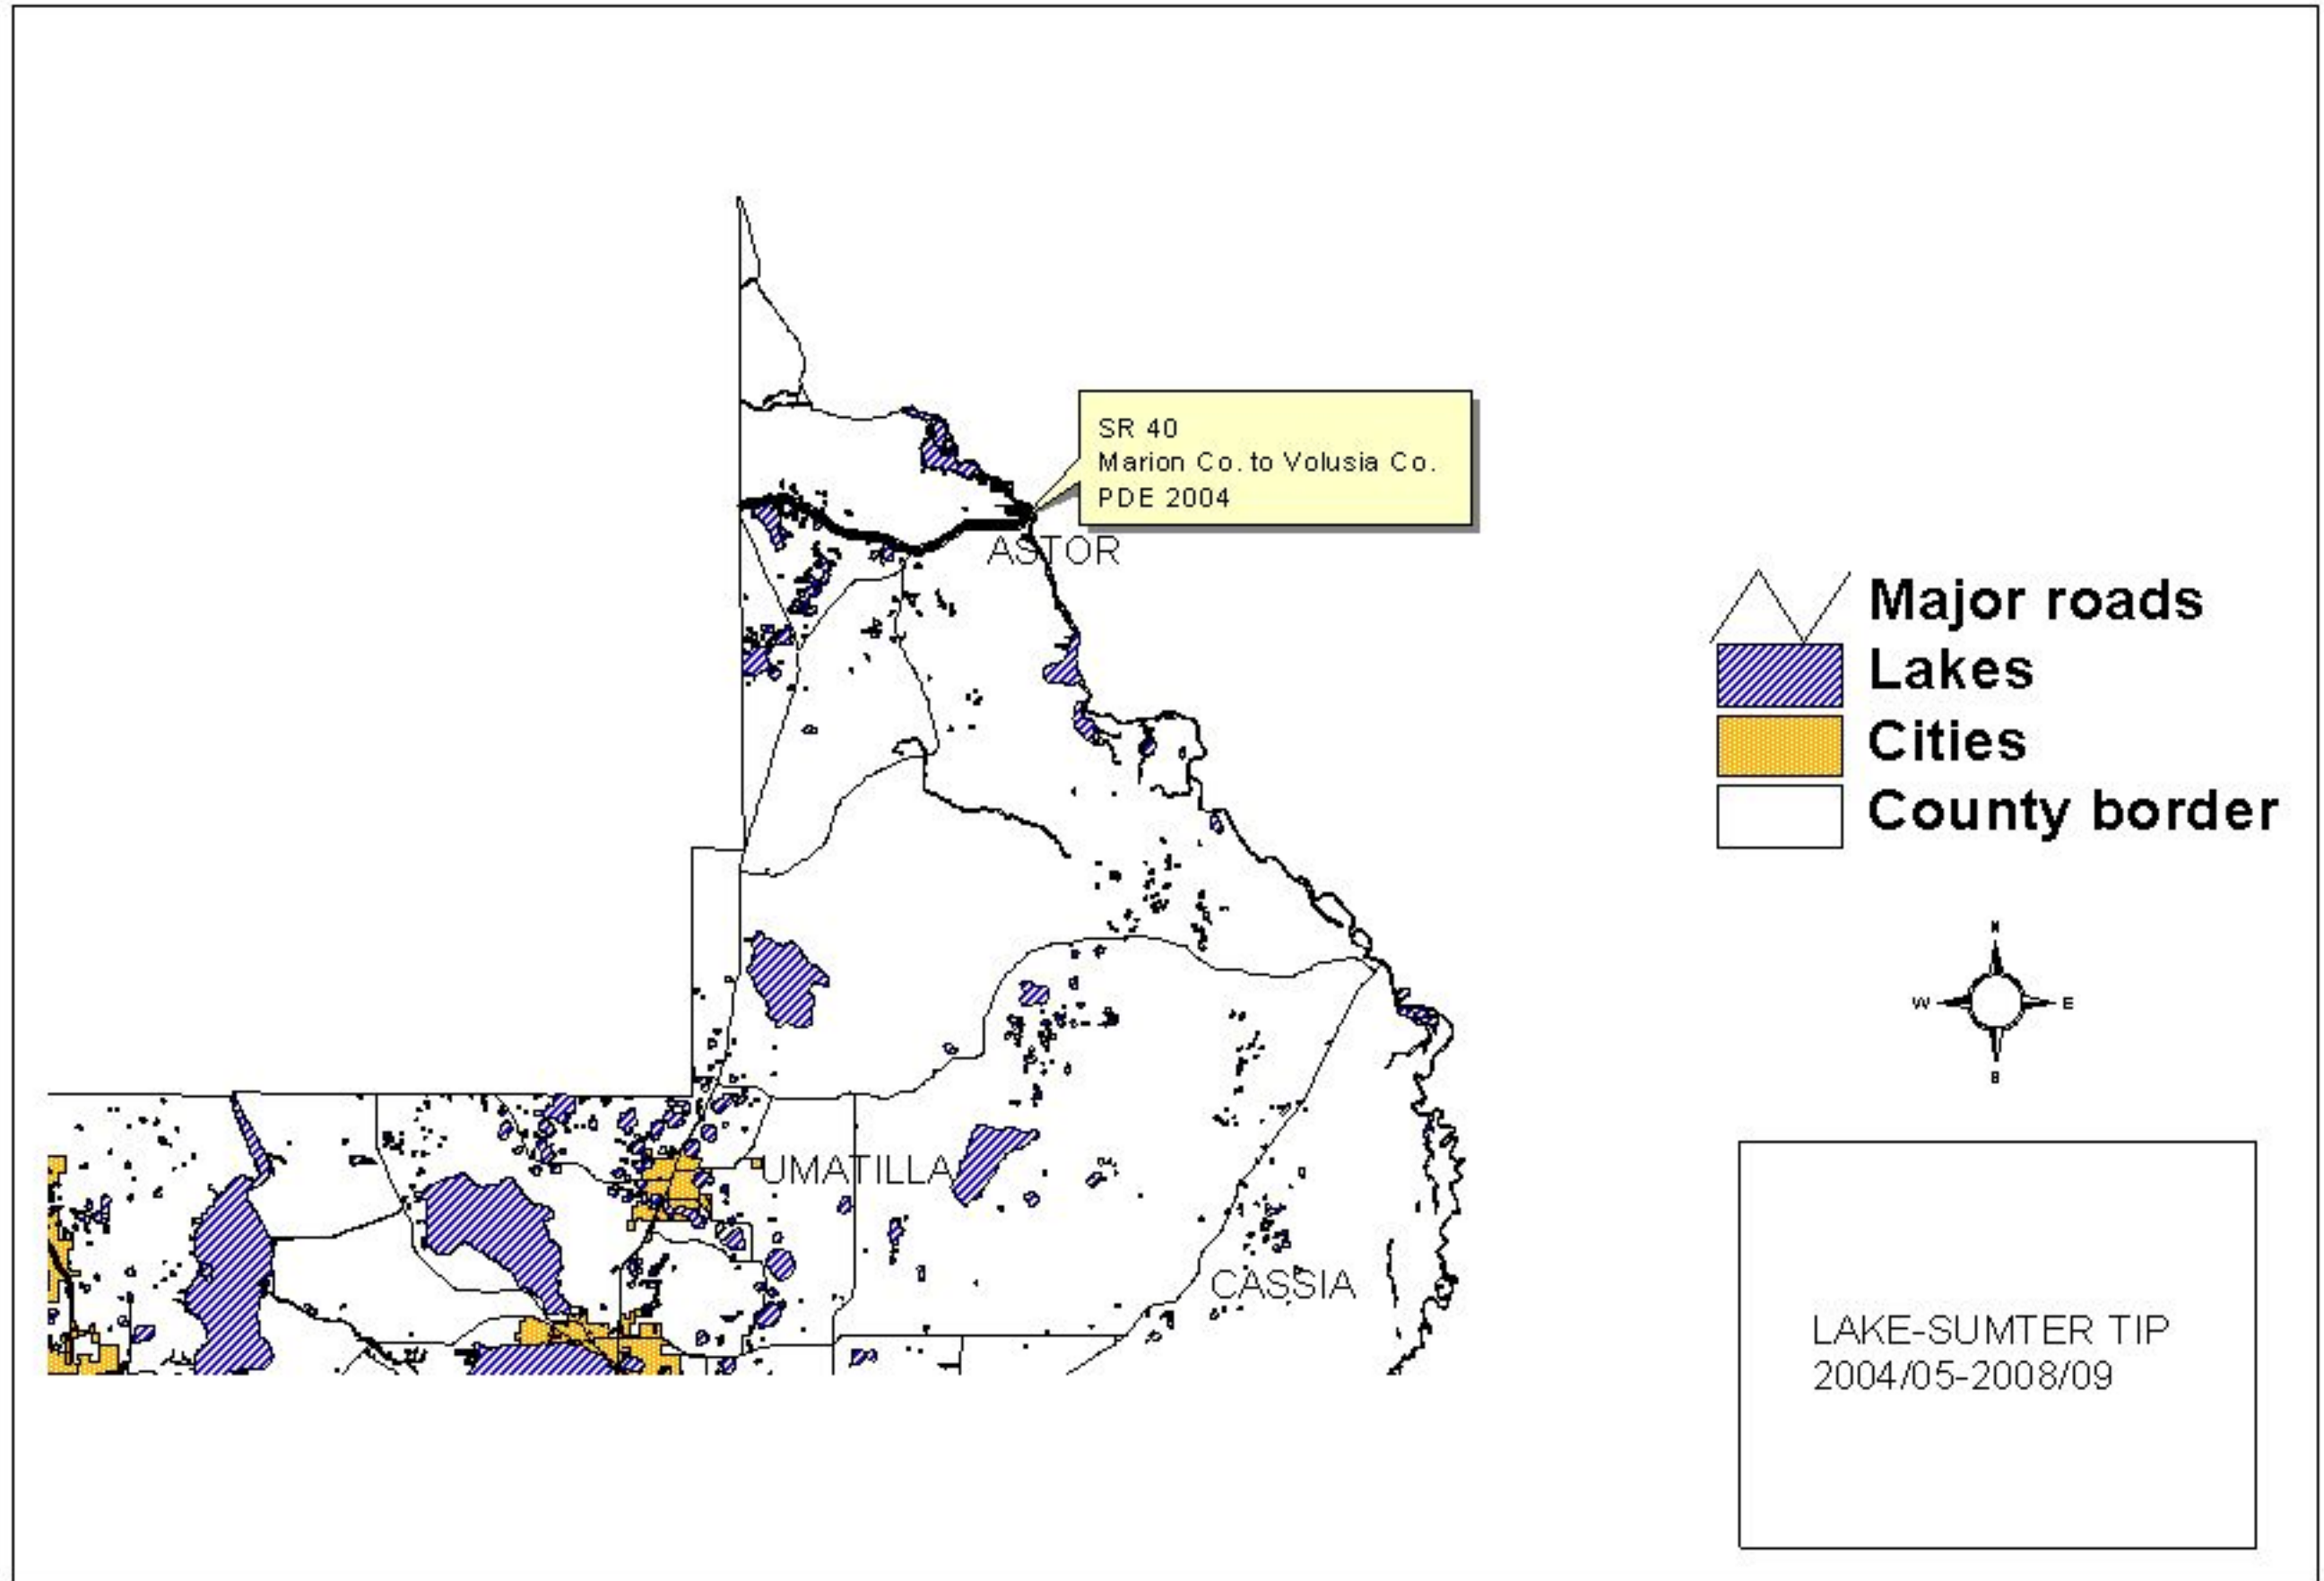 SR 40
Marion Co. to Volusia Co.
PDE 2004
ASTOR
Major roads
Lakes
Cities
County border
N
W
E
S
UMATILLA
CASSIA
LAKE-SUMTER TIP
2004/05-2008/09